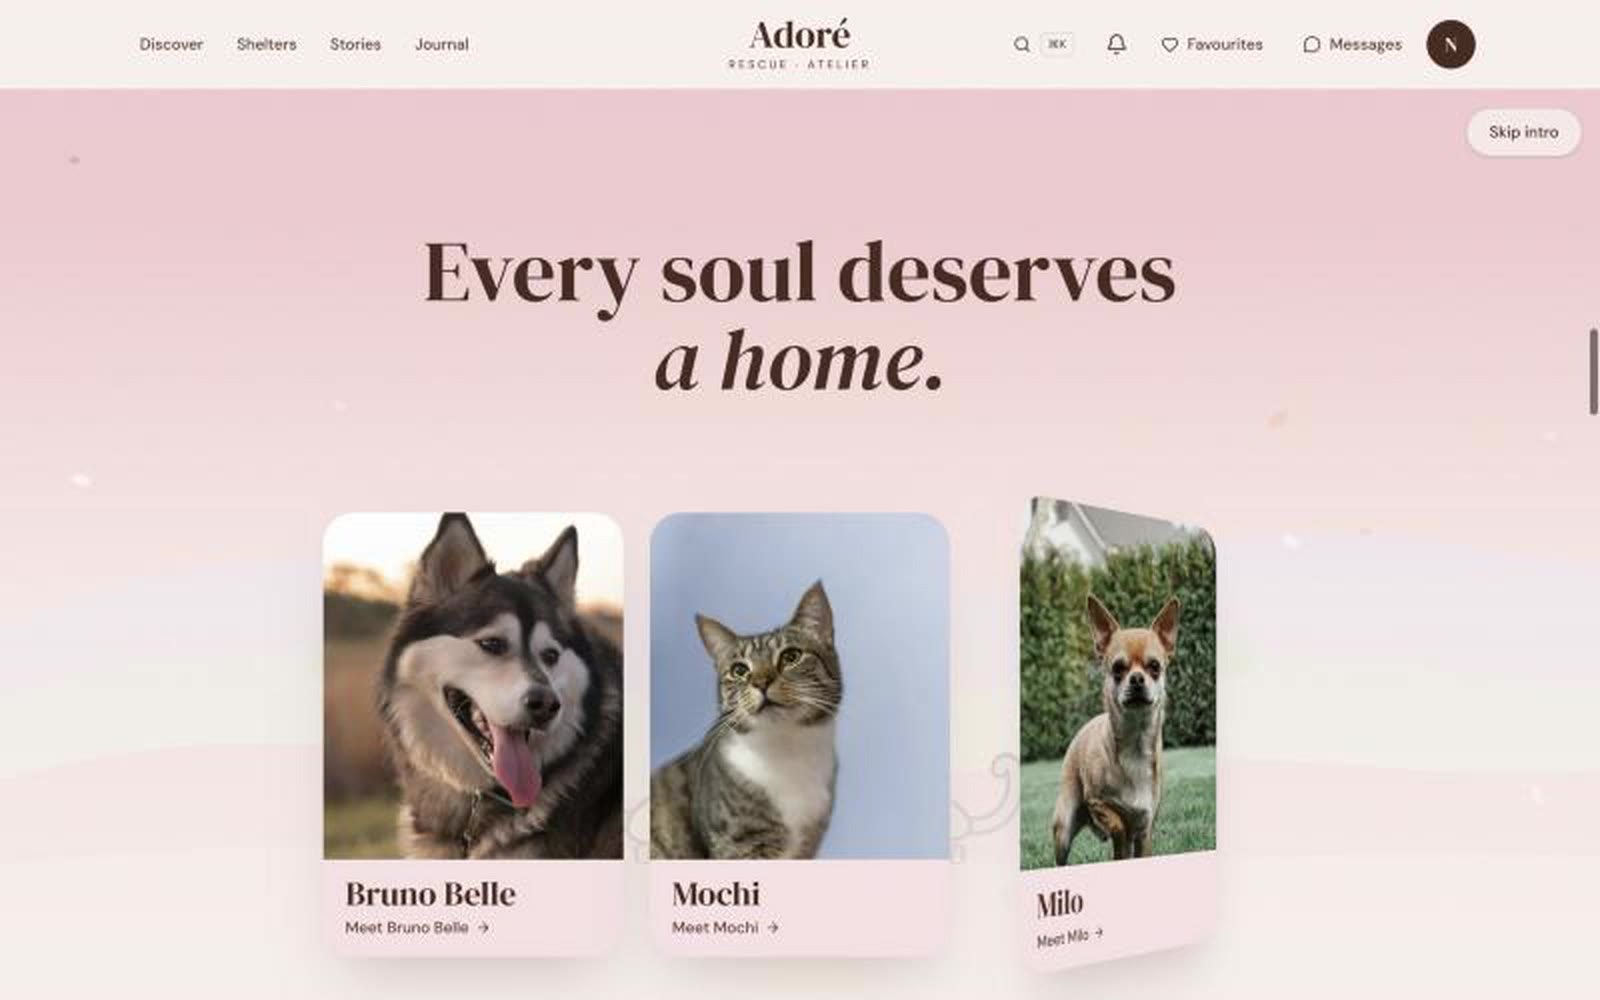 Discover
Shelters
Stories
Journal
Adoré
RESCUE · ATELIER
⌘K
Favourites
Messages
N
Skip intro
Every soul deserves
a home.
Bruno Belle
Meet Bruno Belle →
Mochi
Meet Mochi →
Milo
Meet Milo →